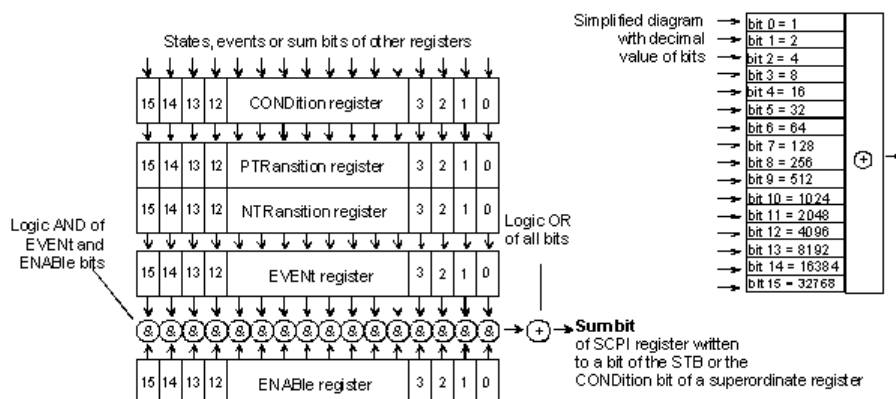 States, events or sum bits of other registers
15 14 13 12 CONDition register 3 2 1 0
15 14 13 12 PTRansition register 3 2 1 0
15 14 13 12 NTRansition register 3 2 1 0
Logic AND of
EVENt and
ENABle bits
Logic OR
of all bits
15 14 13 12 EVENt register 3 2 1 0
& & & & & & & & & & & & & & & & +
Sumbit
of SCPI register written
to a bit of the STB or the
CONDition bit of a superordinate register
15 14 13 12 ENABle register 3 2 1 0
Simplified diagram
with decimal
value of bits
bit 0 = 1
bit 1 = 2
bit 2 = 4
bit 3 = 8
bit 4 = 16
bit 5 = 32
bit 6 = 64
bit 7 = 128
bit 8 = 256
bit 9 = 512
bit 10 = 1024
bit 11 = 2048
bit 12 = 4096
bit 13 = 8192
bit 14 = 16384
bit 15 = 32768
+